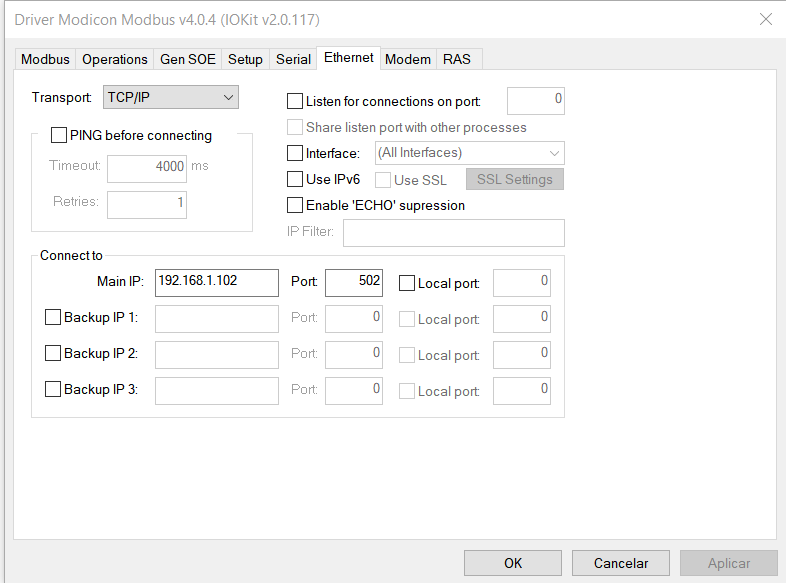 Driver Modicon Modbus v4.0.4 (IOKit v2.0.117)
Modbus Operations Gen SOE Setup Serial Ethernet Modem RAS
Transport: TCP/IP
PING before connecting
Timeout: 4000 ms
Retries: 1
Listen for connections on port: 0
Share listen port with other processes
Interface: (All Interfaces)
Use IPv6 Use SSL SSL Settings
Enable 'ECHO' supression
IP Filter:
Connect to
Main IP: 192.168.1.102 Port: 502 Local port: 0
Backup IP 1: Port: 0 Local port: 0
Backup IP 2: Port: 0 Local port: 0
Backup IP 3: Port: 0 Local port: 0
OK Cancelar Aplicar